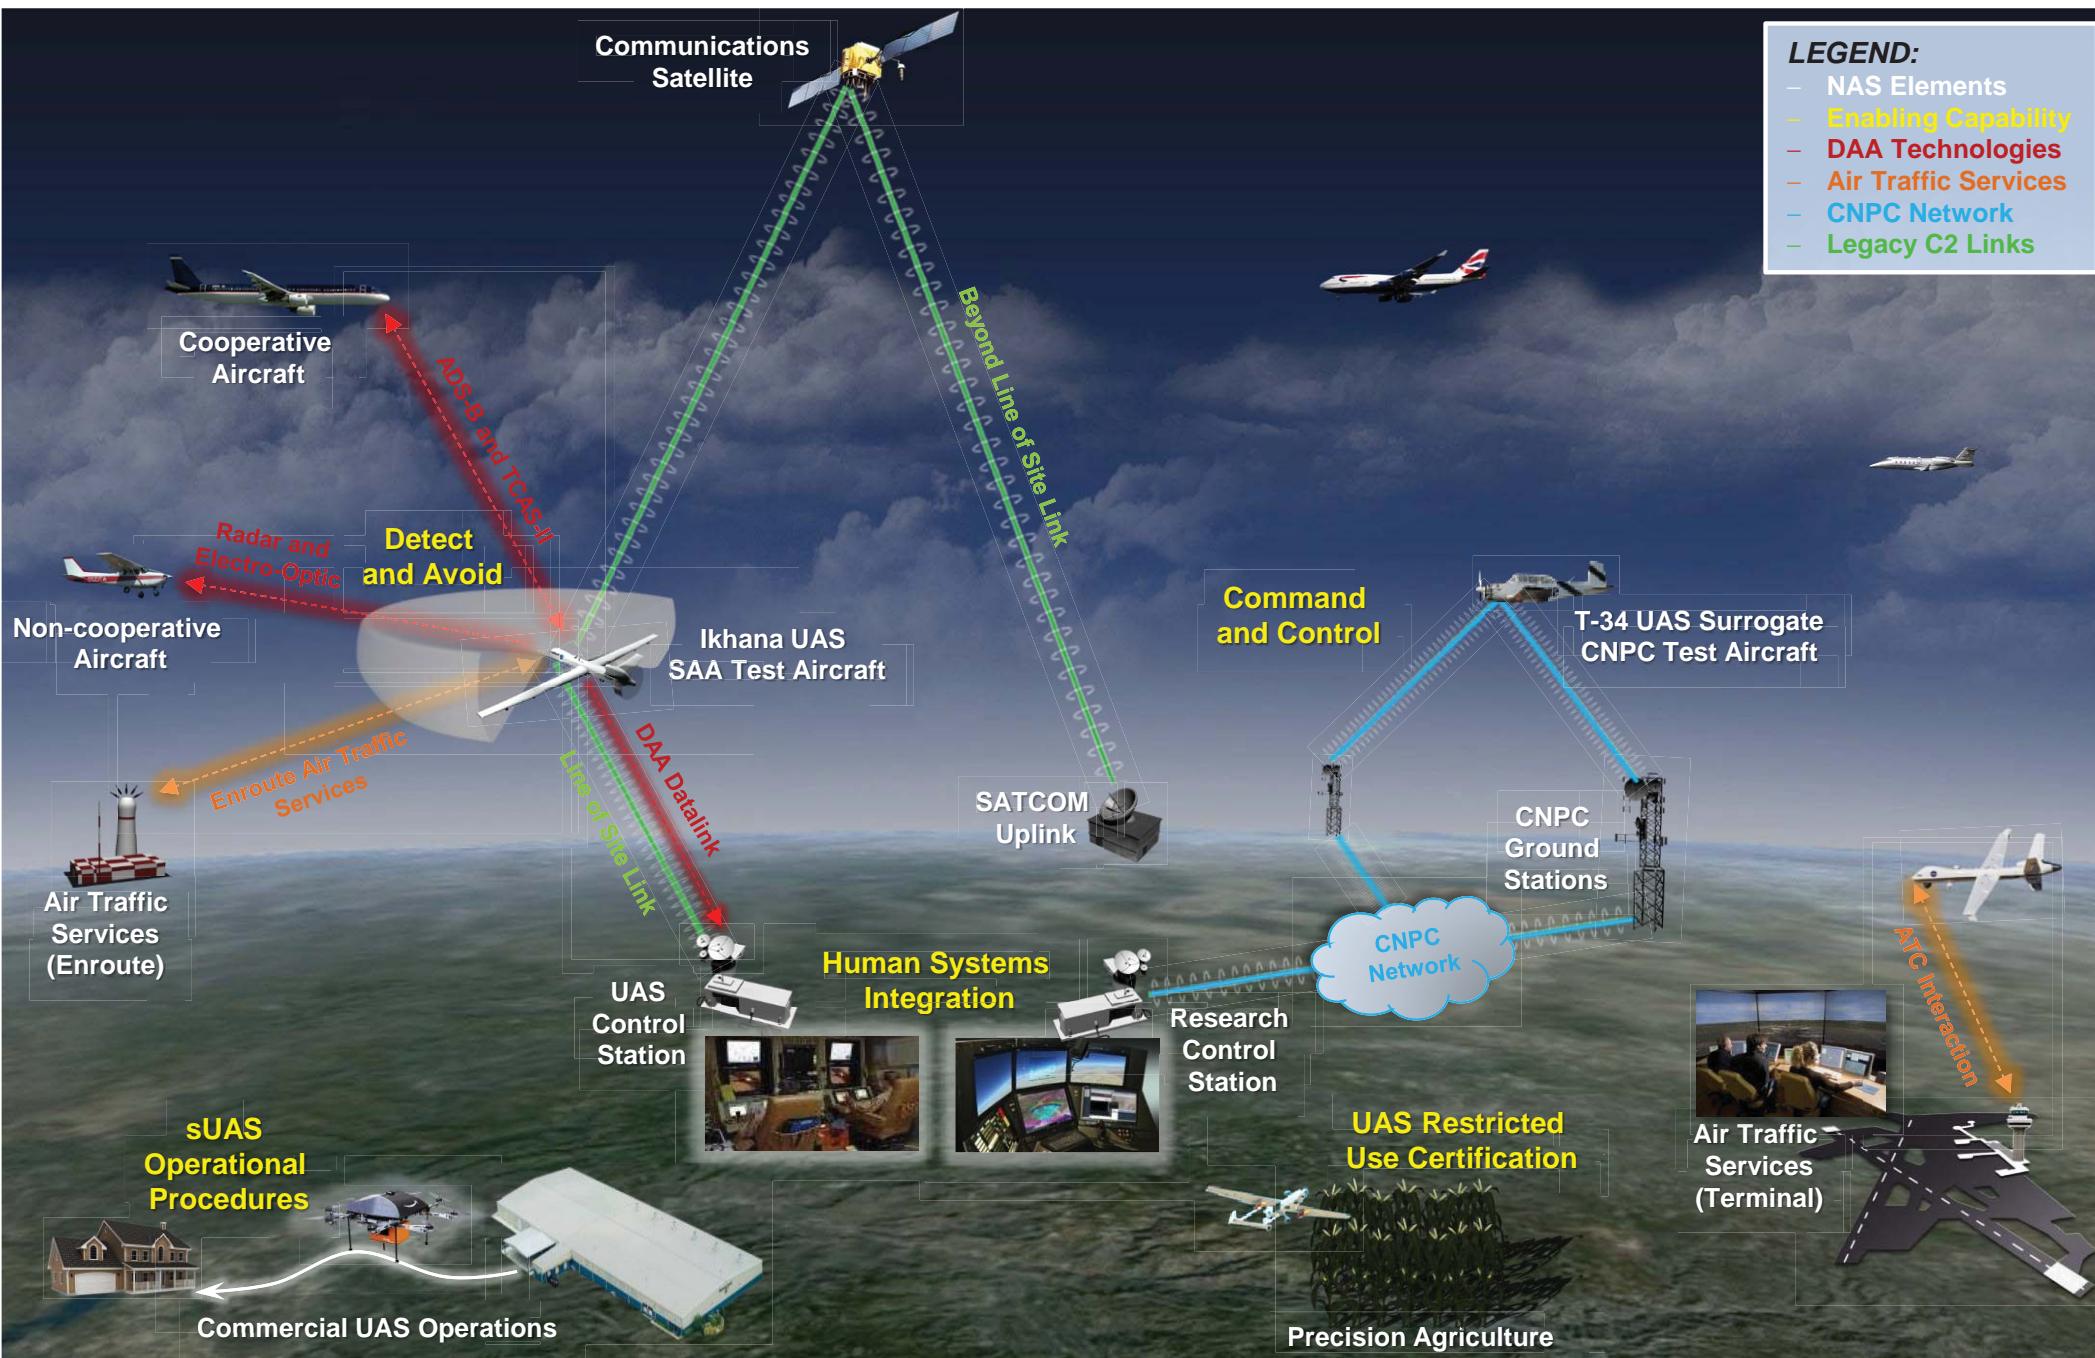 Communications
Satellite
LEGEND:
– NAS Elements
– Enabling Capability
– DAA Technologies
– Air Traffic Services
– CNPC Network
– Legacy C2 Links
Cooperative
Aircraft
ADS-B and TCAS-II
Beyond Line of Site Link
Radar and
Electro-Optic
Detect
and Avoid
Non-cooperative
Aircraft
Ikhana UAS
SAA Test Aircraft
Command
and Control
T-34 UAS Surrogate
CNPC Test Aircraft
Enroute Air Traffic
Services
Line of Site Link
DAA Datalink
SATCOM
Uplink
CNPC
Ground
Stations
Air Traffic
Services
(Enroute)
UAS
Control
Station
Human Systems
Integration
Research
Control
Station
CNPC
Network
ATC Interaction
sUAS
Operational
Procedures
UAS Restricted
Use Certification
Air Traffic
Services
(Terminal)
Commercial UAS Operations
Precision Agriculture